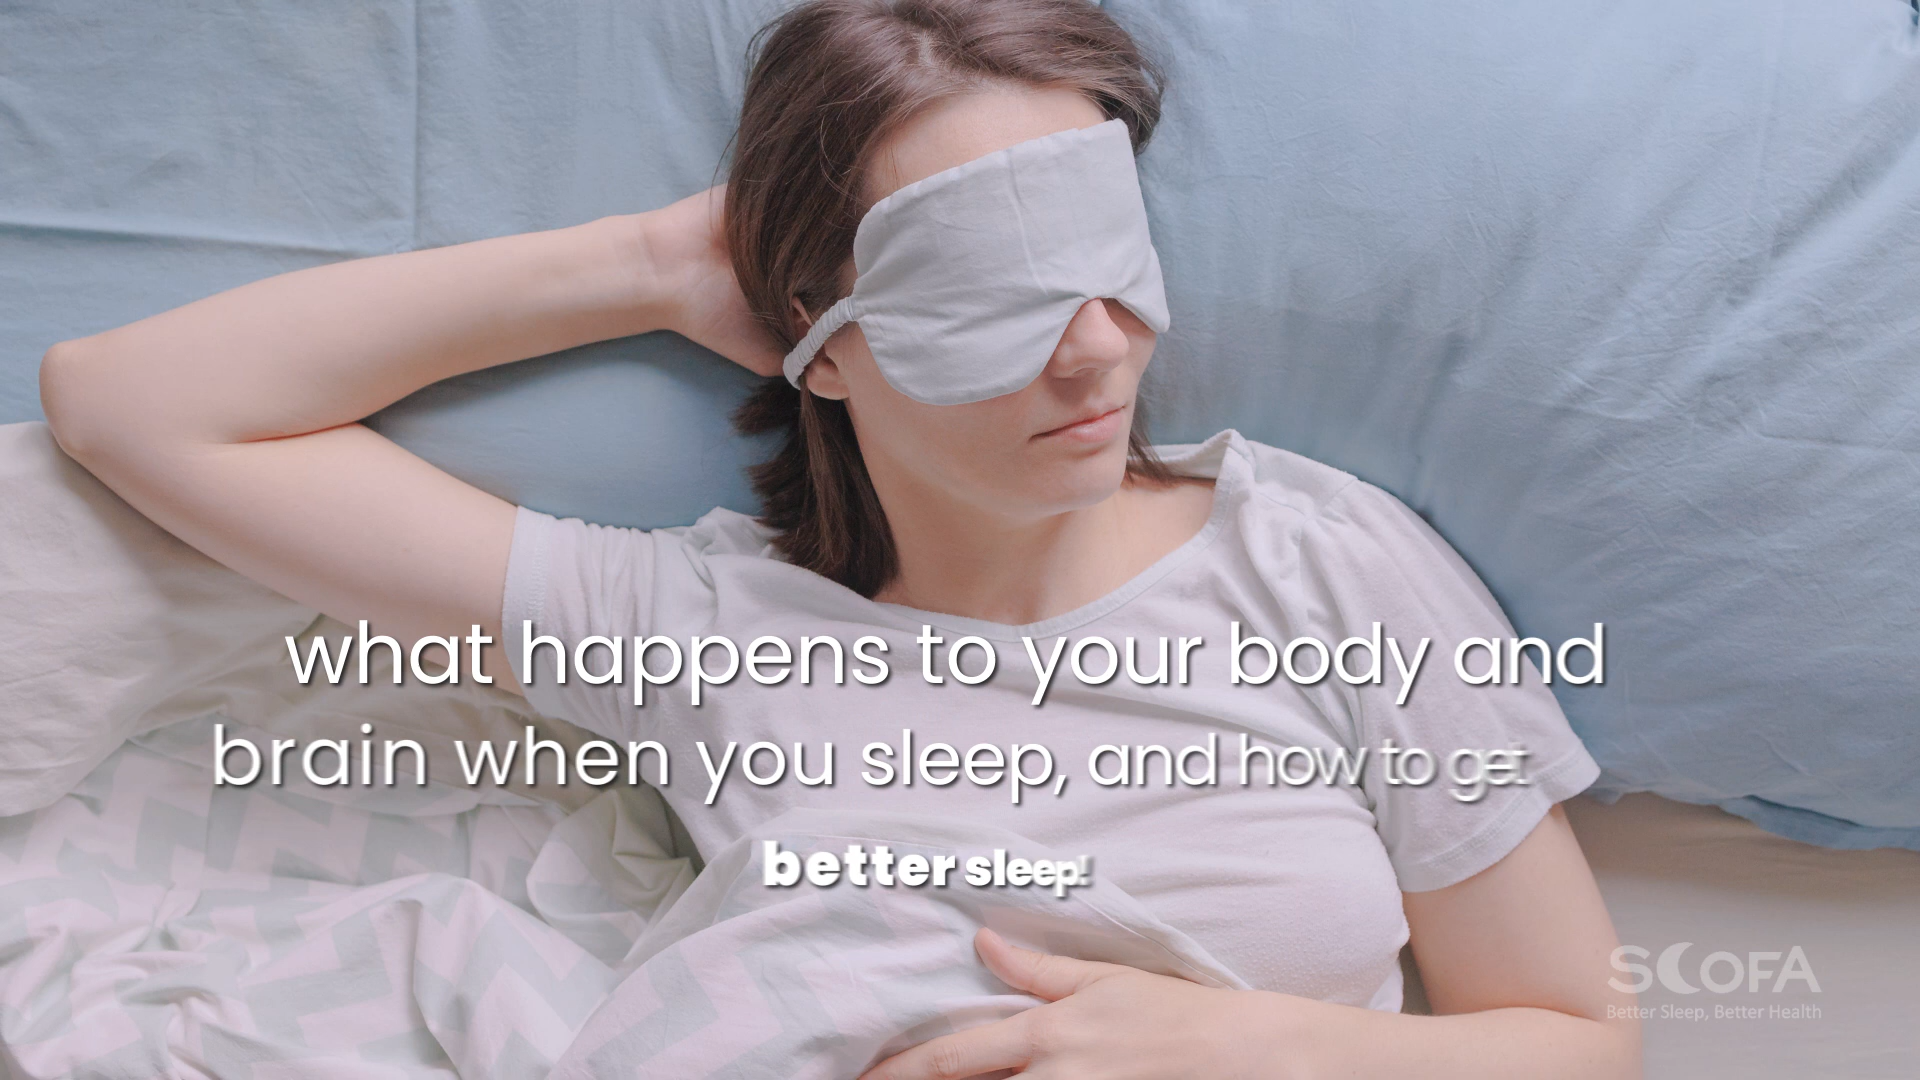 what happens to your body and
brain when you sleep, and how to get
better sleep!
SCOFA
Better Sleep, Better Health